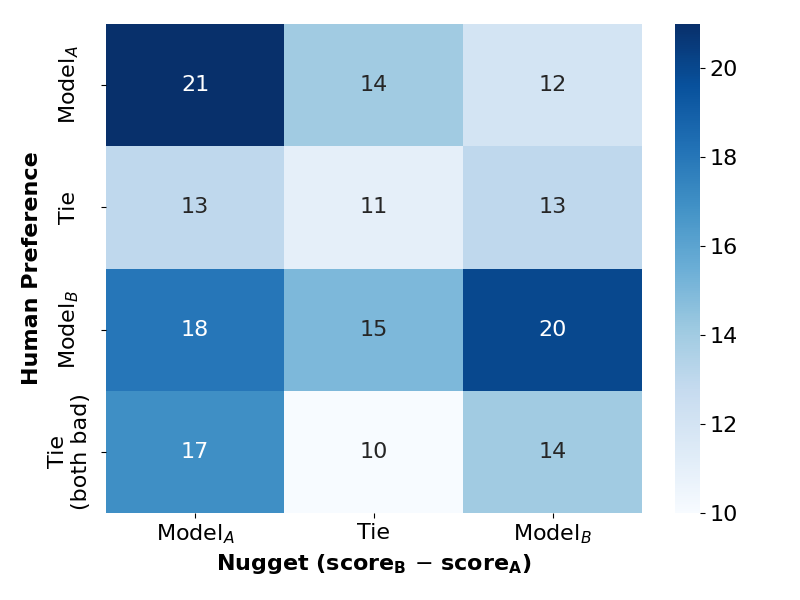 Human Preference
Model_A
21 14 12
Tie
13 11 13
Model_B
18 15 20
Tie
(both bad)
17 10 14
Model_A Tie Model_B
Nugget (score_B − score_A)
20
18
16
14
12
10